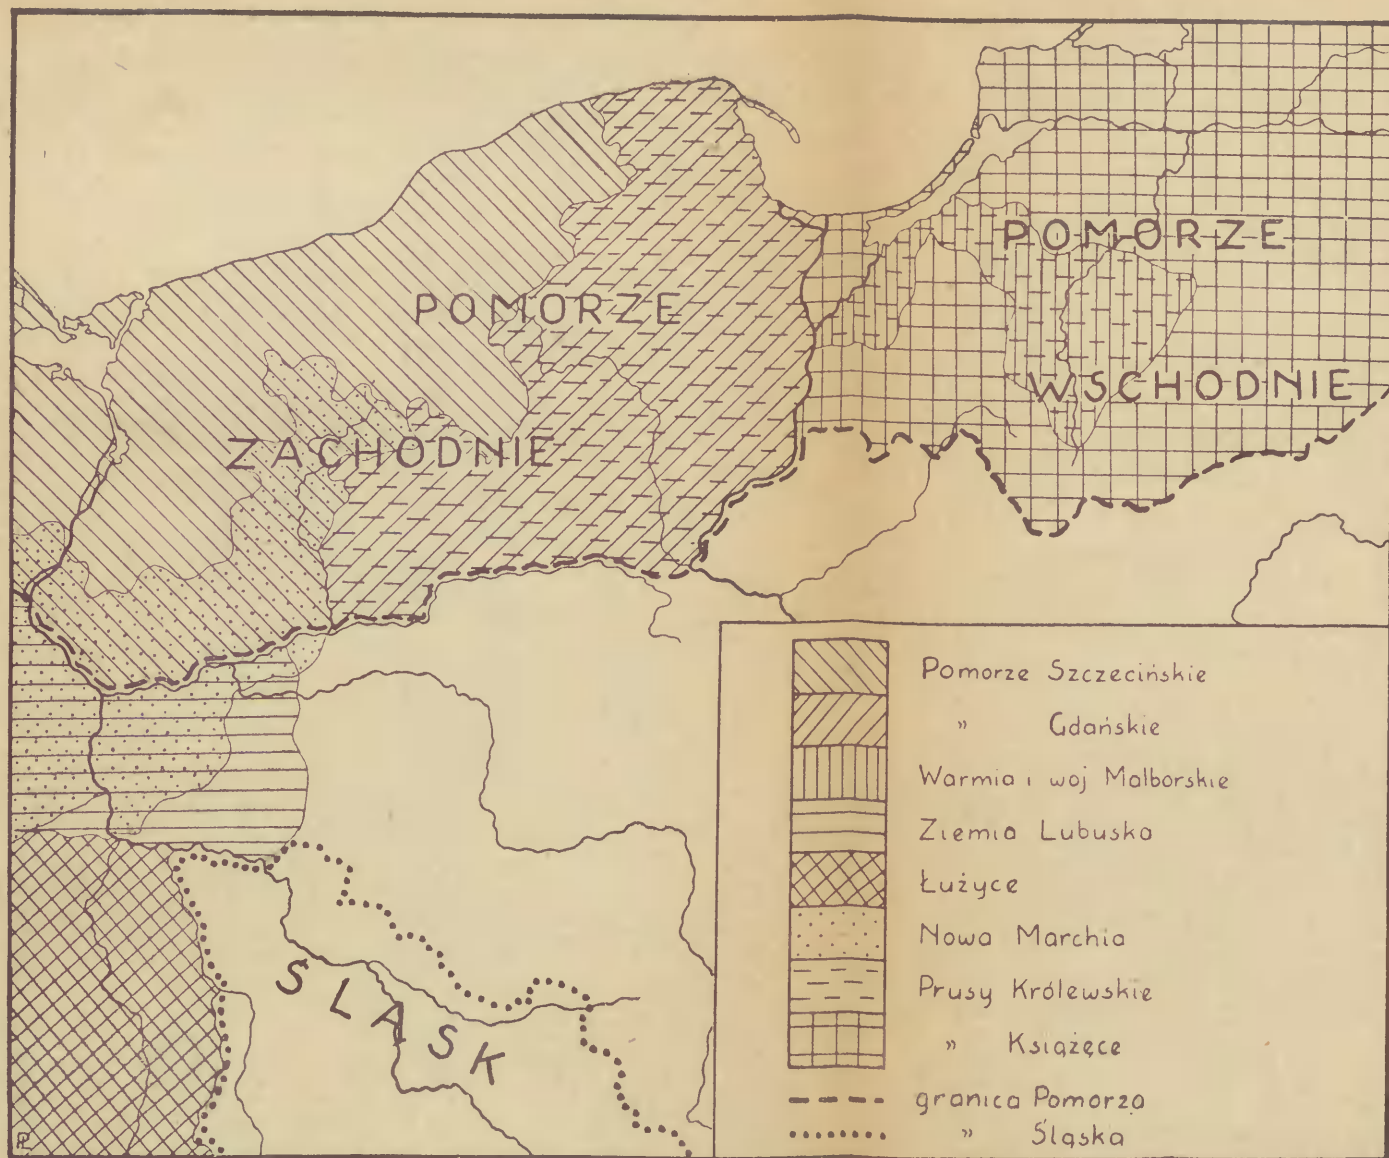 POMORZE
WSCHODNIE
POMORZE
ZACHODNIE
ŚLĄSK
Pomorze Szczecińskie
" Gdańskie
Warmia i woj Malborskie
Ziemia Lubuska
Łużyce
Nowa Marchia
Prusy Królewskie
" Książęce
granica Pomorza
" Śląska